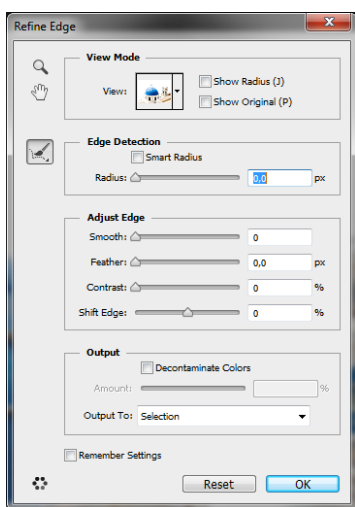 Refine Edge
View Mode
View:
Show Radius (J)
Show Original (P)
Edge Detection
Smart Radius
Radius: 0,0 px
Adjust Edge
Smooth: 0
Feather: 0,0 px
Contrast: 0 %
Shift Edge: 0 %
Output
Decontaminate Colors
Amount: %
Output To: Selection
Remember Settings
Reset OK